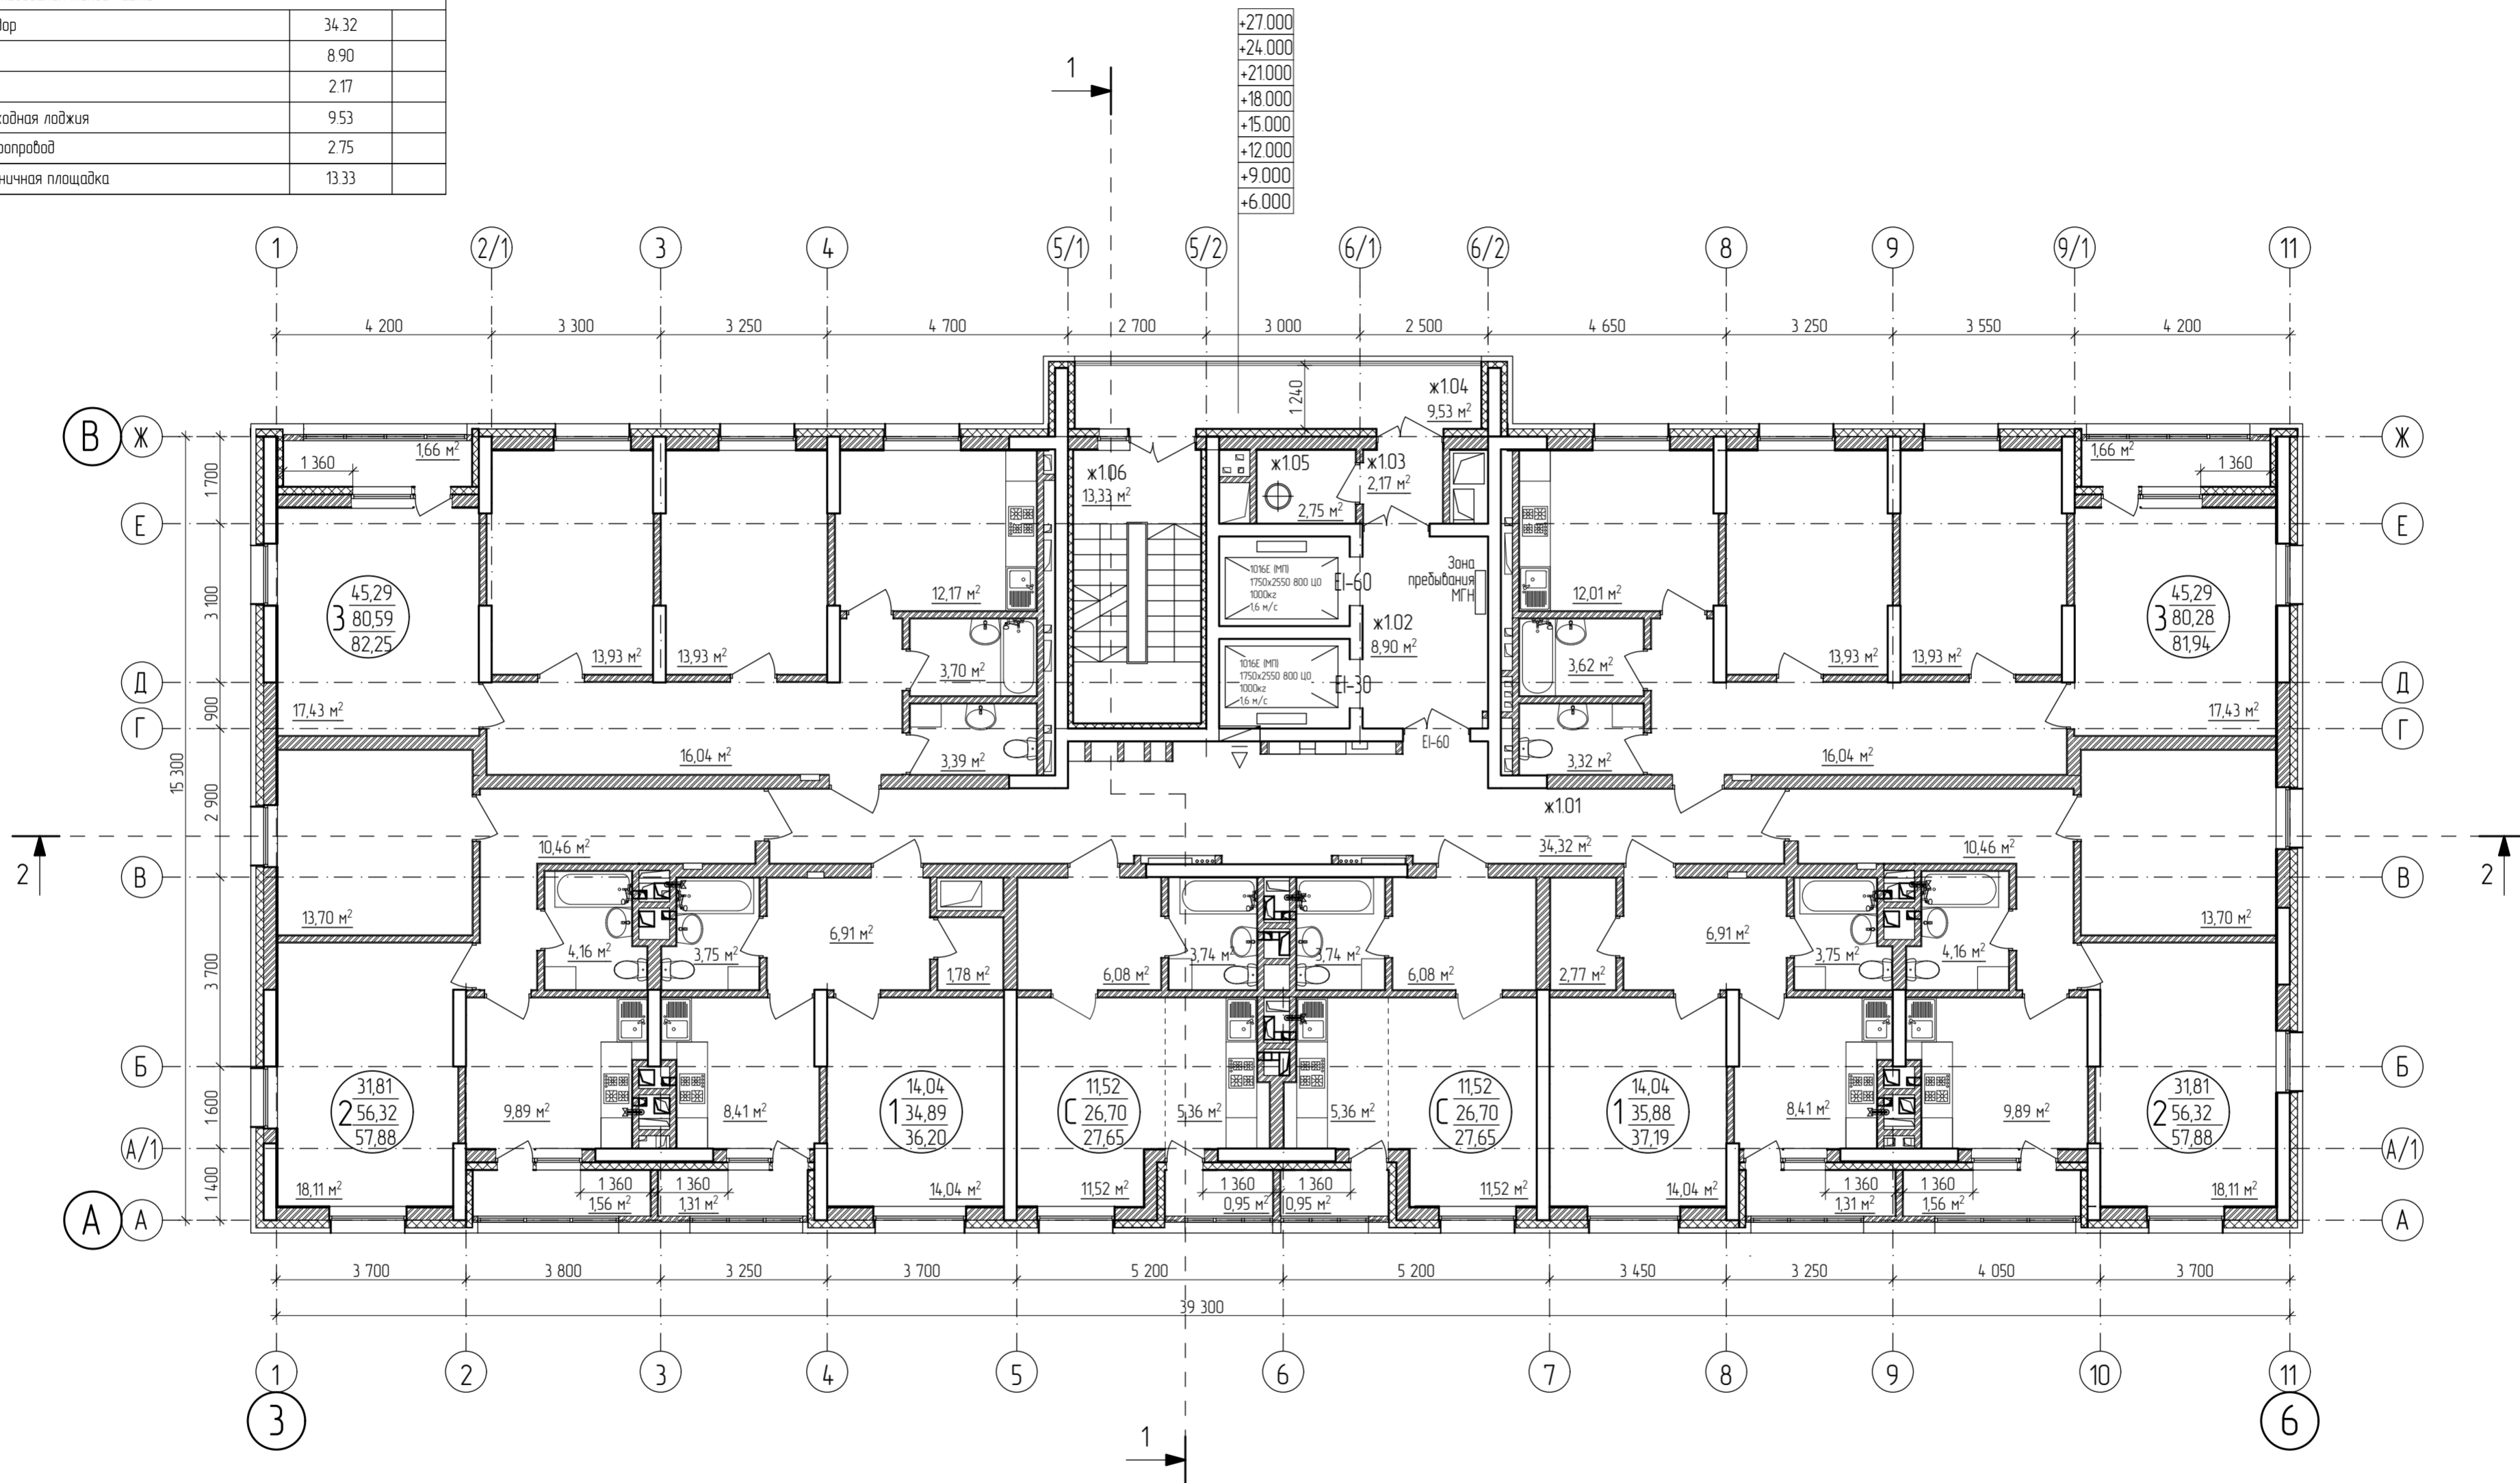 34.32
8.90
2.17
9.53
2.75
площадка 13.33
+27.000
+24.000
+21.000
+18.000
+15.000
+12.000
+9.000
+6.000
1
1 2/1 3 4 5/1 5/2 6/1 6/2 8 9 9/1 11
4 200 3 300 3 250 4 700 2 700 3 000 2 500 4 650 3 250 3 550 4 200
1 240
ж1.04
9,53 м²
В Ж
Ж
1,66 м²
1 360
ж1.06
13,33 м²
ж1.05
2,75 м²
ж1.03
2,17 м²
1,66 м²
1 360
1 700
Е
Е
3 100
3
45,29
80,59
82,25
13,93 м²
13,93 м²
12,17 м²
3,70 м²
1016Е (МП)
1750х2550 800 ЦО
1000кг
1,6 м/с
EI-60
Зона
пребывания
МГН
ж1.02
8,90 м²
1016Е (МП)
1750х2550 800 ЦО
1000кг
1,6 м/с
EI-30
12,01 м²
3,62 м²
13,93 м²
13,93 м²
3
45,29
80,28
81,94
Д
Д
900
17,43 м²
17,43 м²
Г
Г
16,04 м²
3,39 м²
EI-60
3,32 м²
16,04 м²
15 300
2 900
ж1.01
34,32 м²
2
2
10,46 м²
10,46 м²
В
В
13,70 м²
4,16 м²
3,75 м²
6,91 м²
1,78 м²
6,08 м²
3,74 м²
3,74 м²
6,08 м²
2,77 м²
6,91 м²
3,75 м²
4,16 м²
13,70 м²
3 700
Б
Б
1 600
2
31,81
56,32
57,88
9,89 м²
8,41 м²
1
14,04
34,89
36,20
С
11,52
26,70
27,65
5,36 м²
5,36 м²
С
11,52
26,70
27,65
1
14,04
35,88
37,19
8,41 м²
9,89 м²
2
31,81
56,32
57,88
А/1
А/1
1 400
18,11 м²
1 360
1,56 м²
1 360
1,31 м²
14,04 м²
11,52 м²
1 360
0,95 м²
1 360
0,95 м²
11,52 м²
14,04 м²
1 360
1,31 м²
1 360
1,56 м²
18,11 м²
А А
А
3 700 3 800 3 250 3 700 5 200 5 200 3 450 3 250 4 050 3 700
39 300
1 2 3 4 5 6 7 8 9 10 11
3 6
1